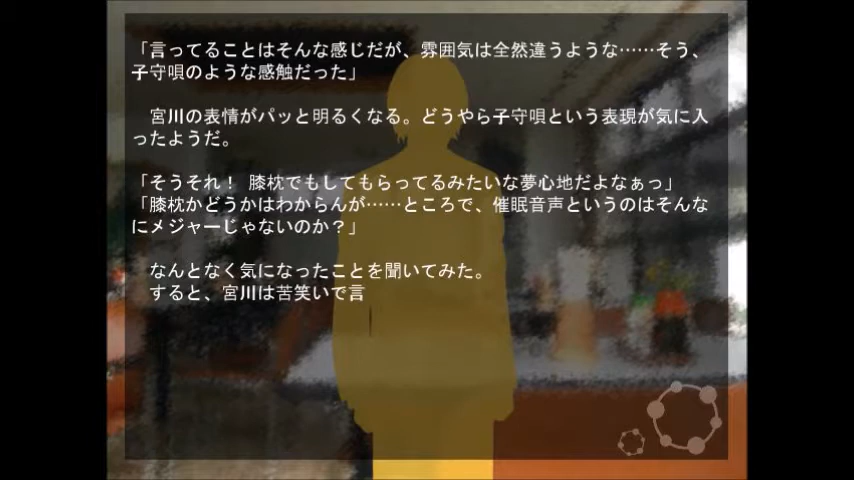 「言ってることはそんな感じだが、雰囲気は全然違うような……そう、
子守唄のような感触だった」
宮川の表情がパッと明るくなる。どうやら子守唄という表現が気に入
ったようだ。
「そうそれ！ 膝枕でもしてもらってるみたいな夢心地だよなぁっ」
「膝枕かどうかはわからんが……ところで、催眠音声というのはそんな
にメジャーじゃないのか？」
なんとなく気になったことを聞いてみた。
すると、宮川は苦笑いで言